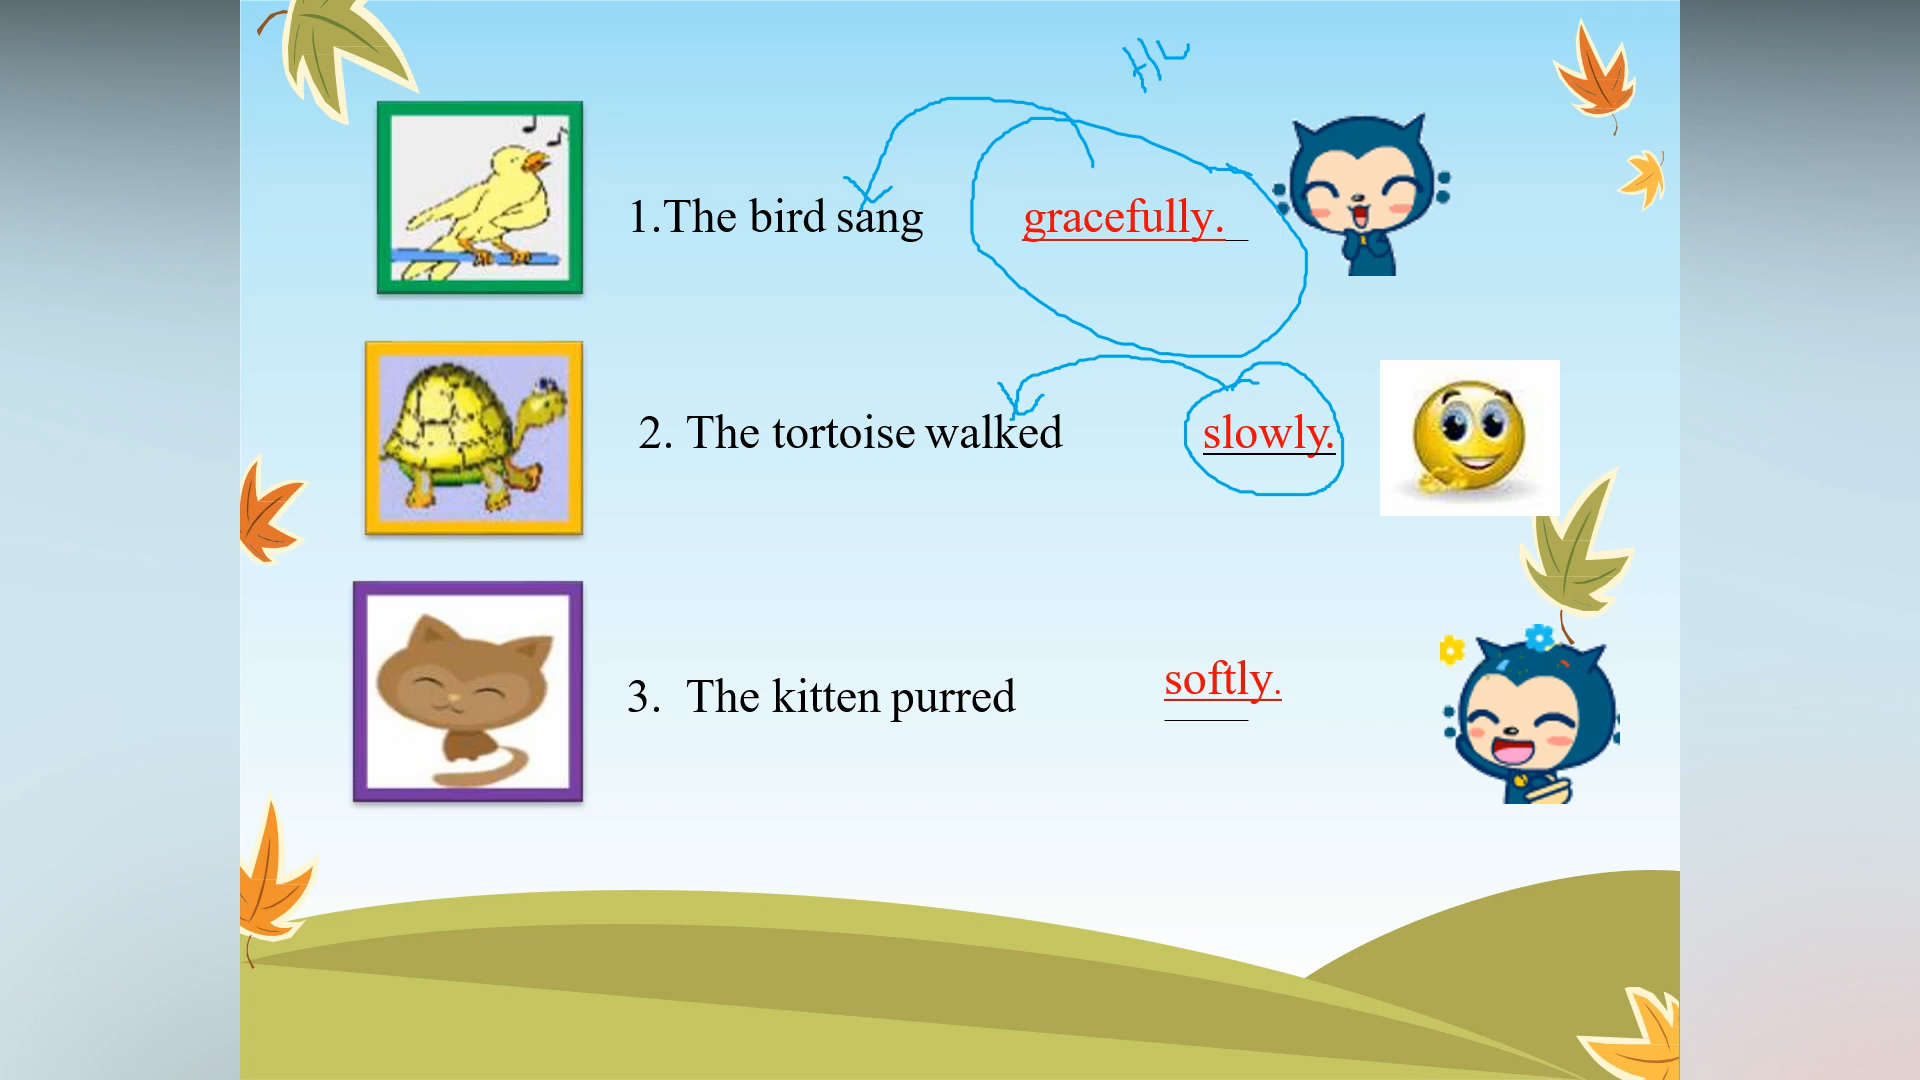 1.The bird sang gracefully.
2. The tortoise walked slowly.
3. The kitten purred softly.